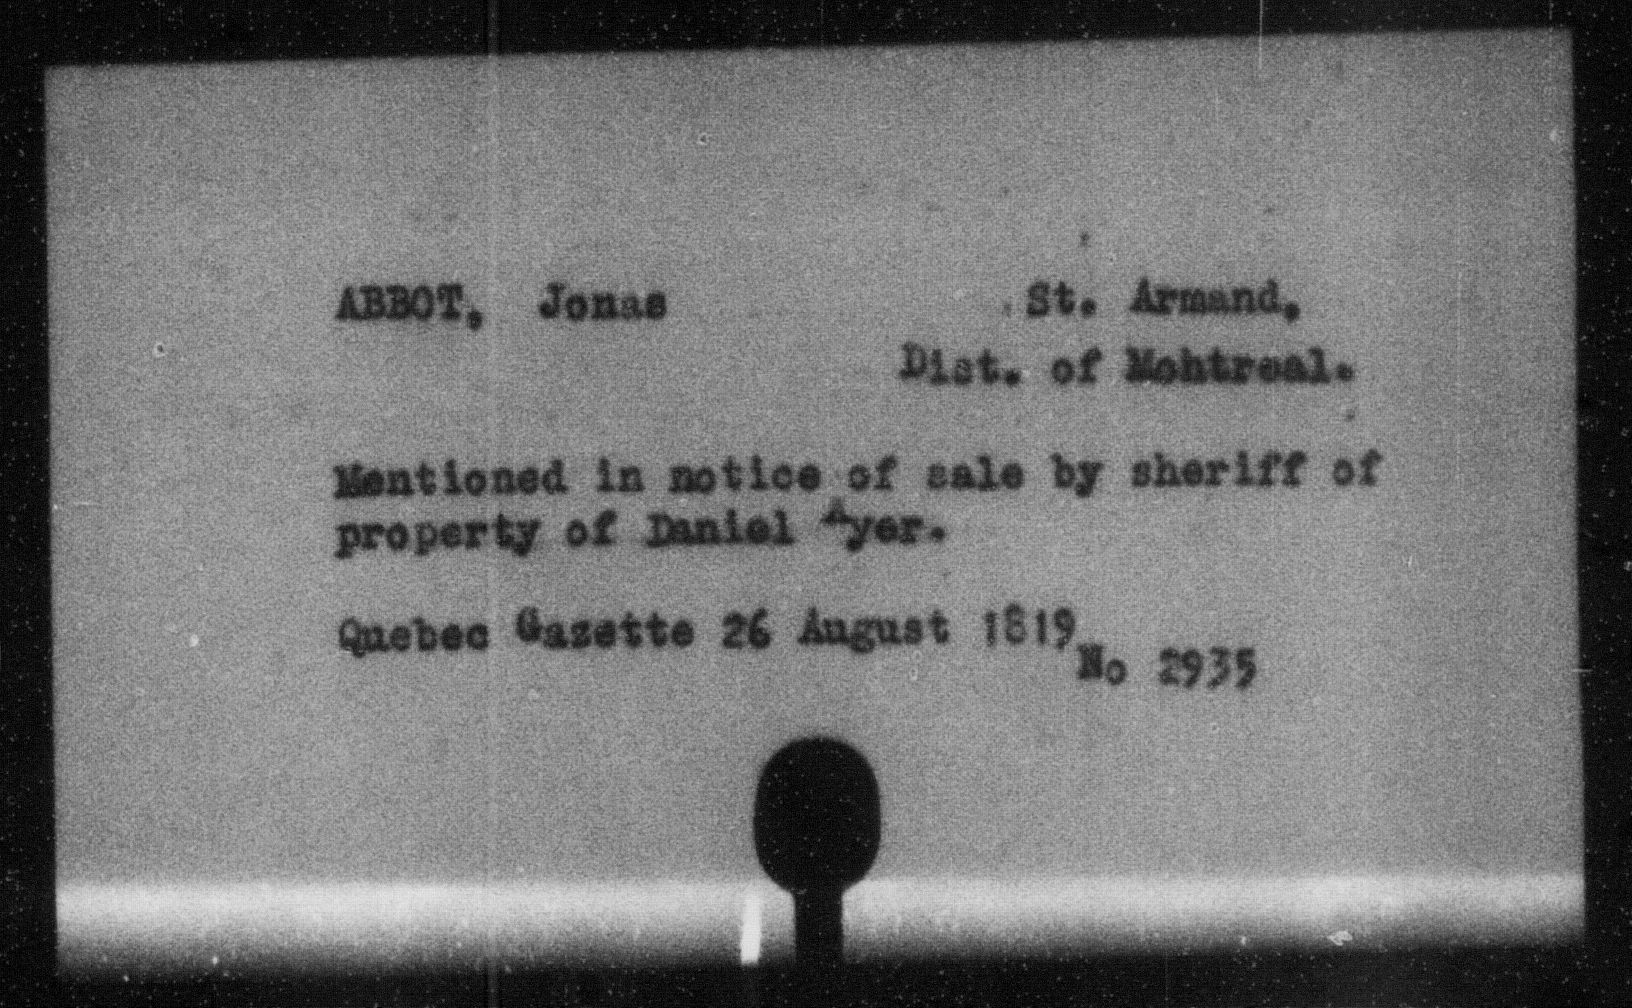 ABBOT, Jonas St. Armand,
Dist. of Mohtreal.
Mentioned in notice of sale by sheriff of
property of Daniel Ayer.
Quebec Gazette 26 August 1819
No 2935